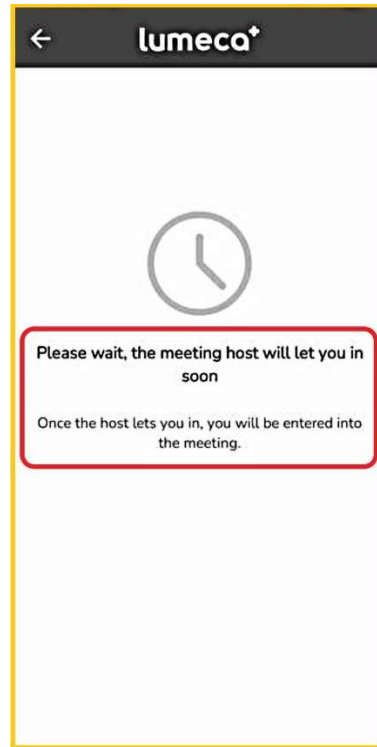 lumeca+
Please wait, the meeting host will let you in
soon
Once the host lets you in, you will be entered into
the meeting.